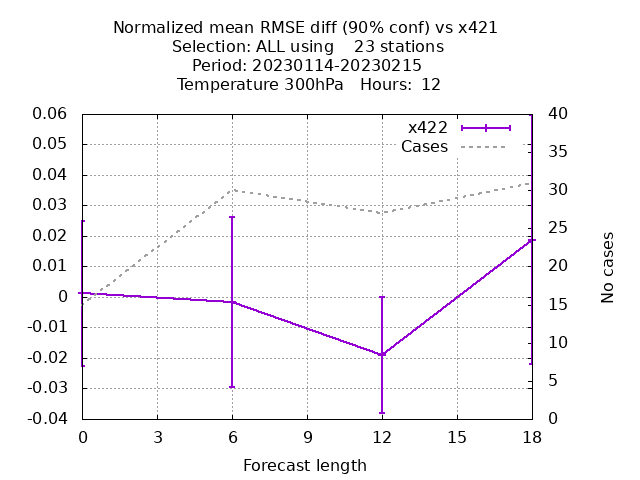 Normalized mean RMSE diff (90% conf) vs x421
Selection: ALL using    23 stations
Period: 20230114-20230215
Temperature 300hPa   Hours:  12
x422
Cases
0.06
0.05
0.04
0.03
0.02
0.01
0
-0.01
-0.02
-0.03
-0.04
40
35
30
25
20
15
10
5
0
No cases
0 3 6 9 12 15 18
Forecast length